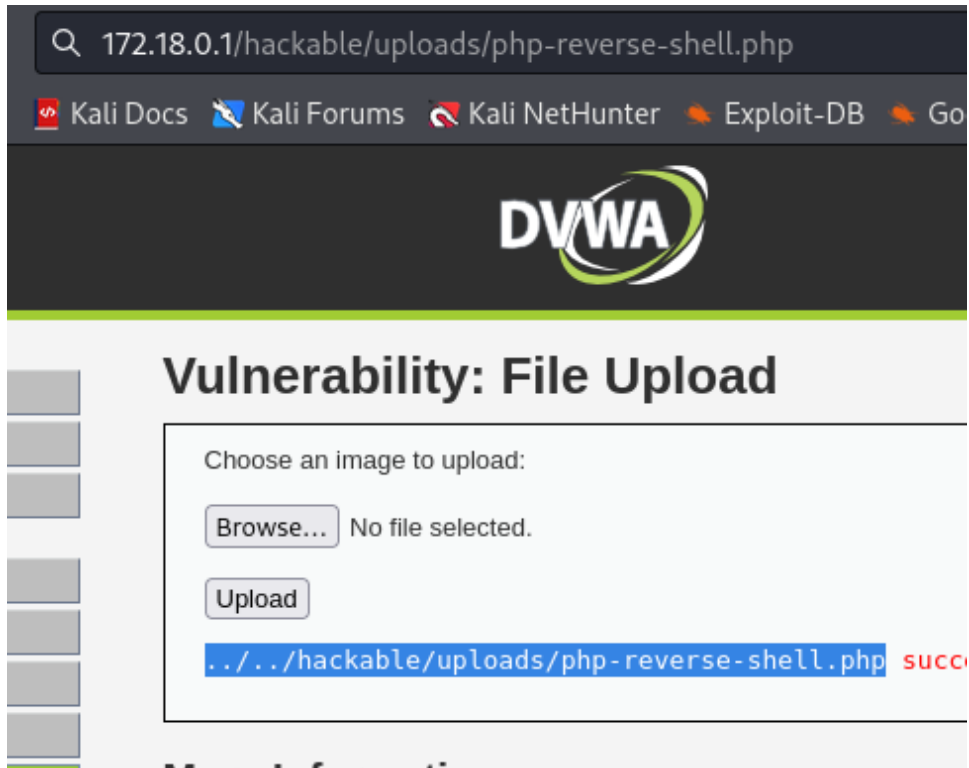 172.18.0.1/hackable/uploads/php-reverse-shell.php
Kali Docs Kali Forums Kali NetHunter Exploit-DB Go
DVWA
Vulnerability: File Upload
Choose an image to upload:
Browse... No file selected.
Upload
../../hackable/uploads/php-reverse-shell.php succe